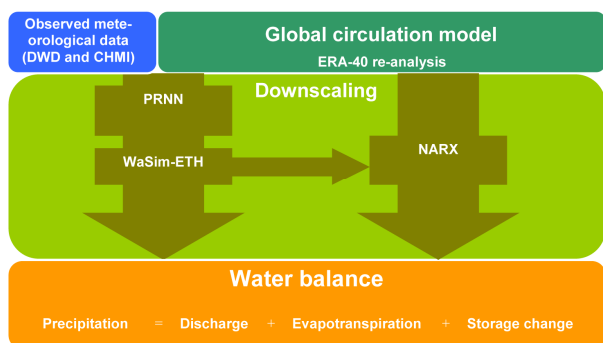 Observed mete-
orological data
(DWD and CHMI)
Global circulation model
ERA-40 re-analysis
Downscaling
PRNN
WaSim-ETH
NARX
Water balance
Precipitation = Discharge + Evapotranspiration + Storage change